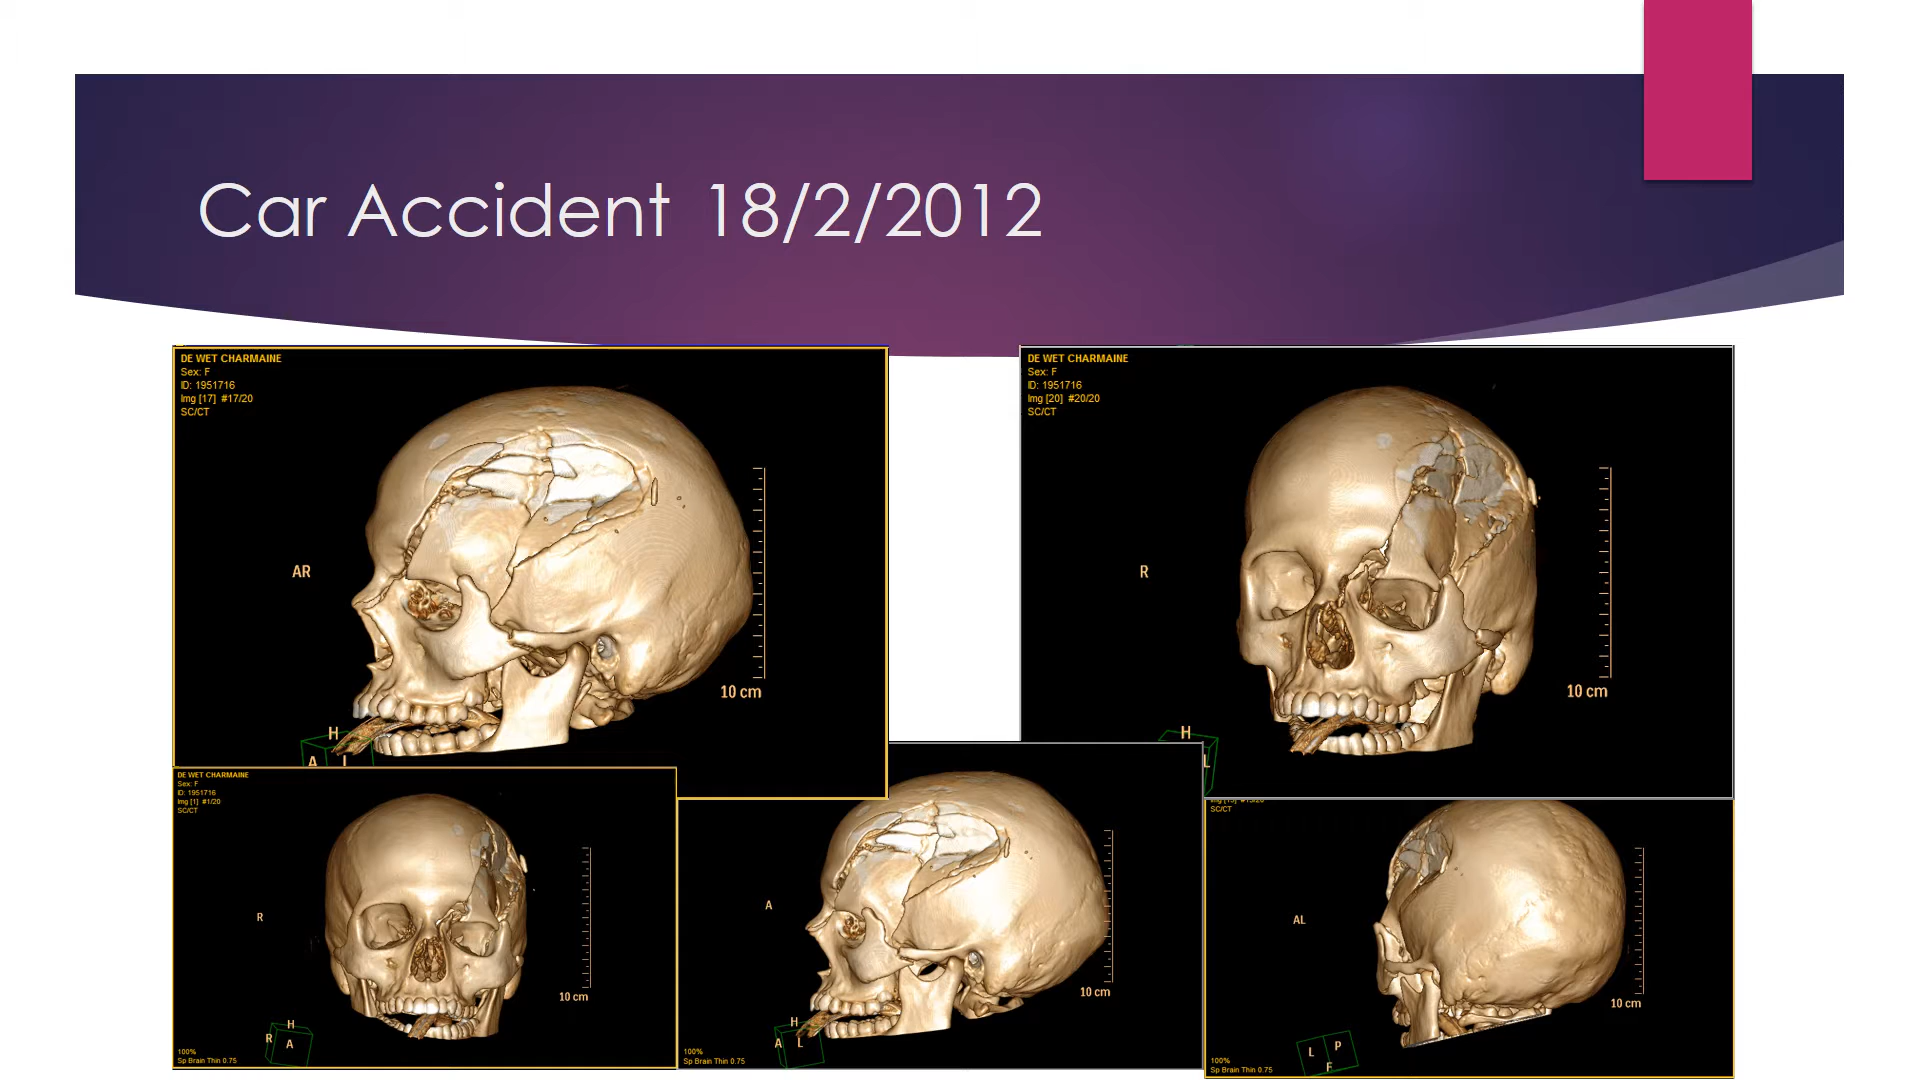 Car Accident 18/2/2012
DE WET CHARMAINE
Sex: F
ID: 1951716
Img [17] #17/20
SC/CT
AR
10 cm
H
A L
DE WET CHARMAINE
Sex: F
ID: 1951716
Img [20] #20/20
SC/CT
R
10 cm
H
L
DE WET CHARMAINE
Sex: F
ID: 1951716
Img [1] #1/20
SC/CT
R
10 cm
H
R A
100%
Sp Brain Thin 0.75
A
10 cm
H
A L
100%
Sp Brain Thin 0.75
SC/CT
AL
10 cm
L P
F
100%
Sp Brain Thin 0.75